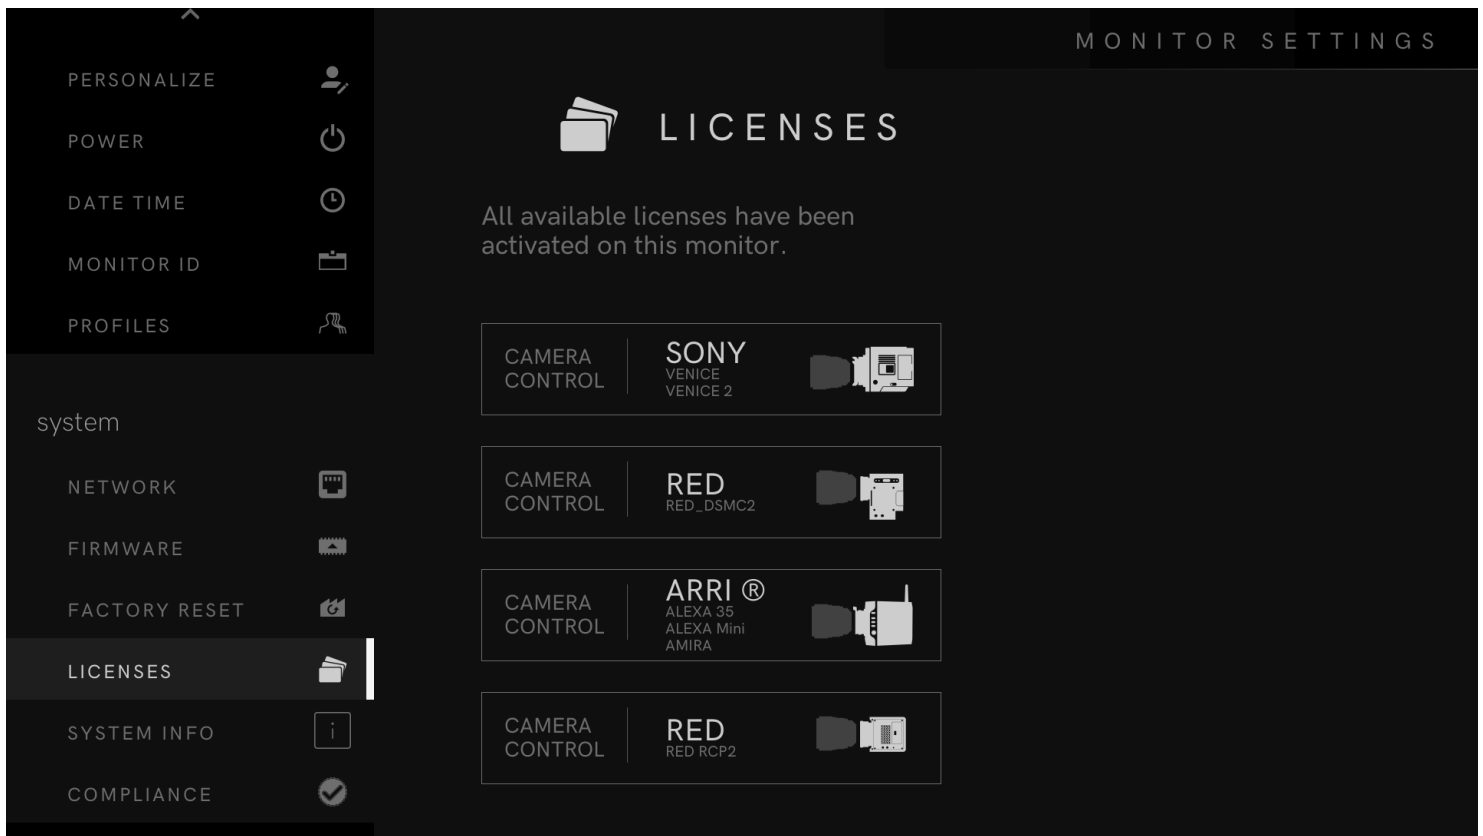 MONITOR SETTINGS
PERSONALIZE
POWER
DATE TIME
MONITOR ID
PROFILES
system
NETWORK
FIRMWARE
FACTORY RESET
LICENSES
SYSTEM INFO
i
COMPLIANCE
LICENSES
All available licenses have been
activated on this monitor.
CAMERA
CONTROL
SONY
VENICE
VENICE 2
CAMERA
CONTROL
RED
RED_DSMC2
CAMERA
CONTROL
ARRI ®
ALEXA 35
ALEXA Mini
AMIRA
CAMERA
CONTROL
RED
RED RCP2